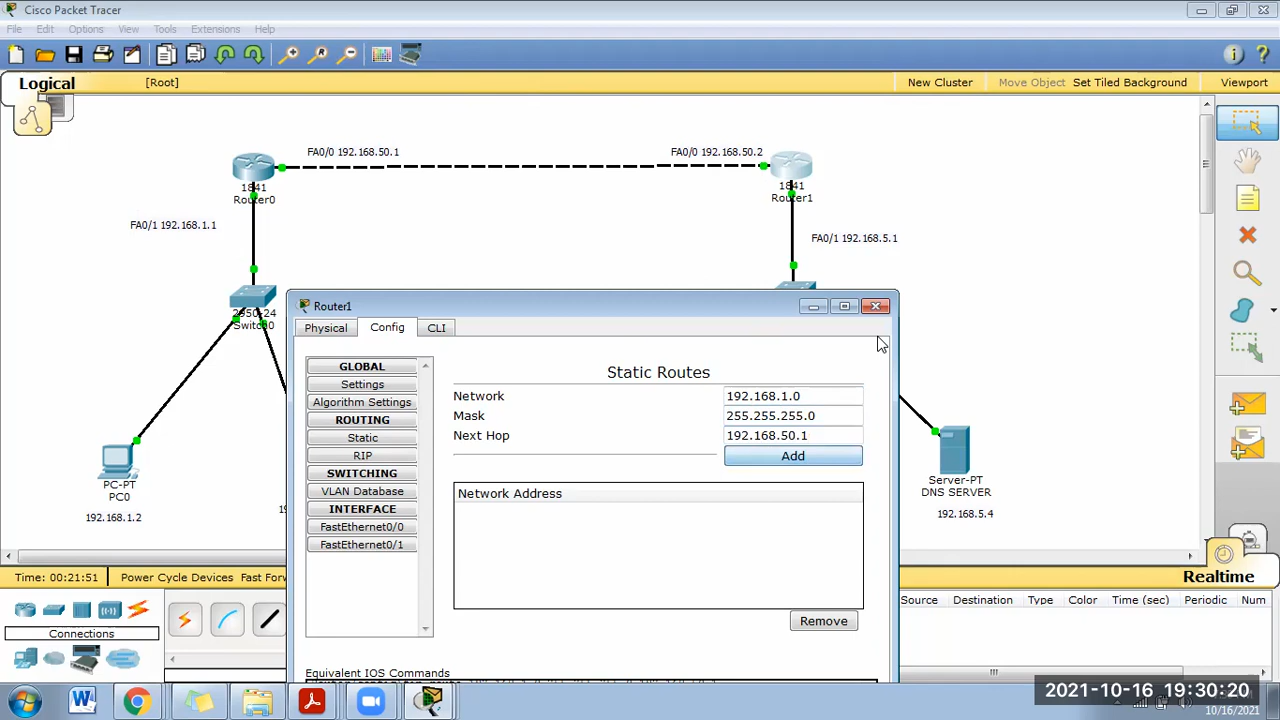 Cisco Packet Tracer
File Edit Options View Tools Extensions Help
Logical [Root] New Cluster Move Object Set Tiled Background Viewport
FA0/0 192.168.50.1
FA0/0 192.168.50.2
1841
Router0
1841
Router1
FA0/1 192.168.1.1
FA0/1 192.168.5.1
2950-24
Switch0
Router1
Physical Config CLI
GLOBAL
Settings
Algorithm Settings
ROUTING
Static
RIP
SWITCHING
VLAN Database
INTERFACE
FastEthernet0/0
FastEthernet0/1
Static Routes
Network 192.168.1.0
Mask 255.255.255.0
Next Hop 192.168.50.1
Add
Network Address
Remove
Equivalent IOS Commands
PC-PT
PC0
192.168.1.2
19
Server-PT
DNS SERVER
192.168.5.4
Time: 00:21:51 Power Cycle Devices Fast For
Realtime
Connections
Source Destination Type Color Time (sec) Periodic Num
2021-10-16 19:30:20
10/16/2021